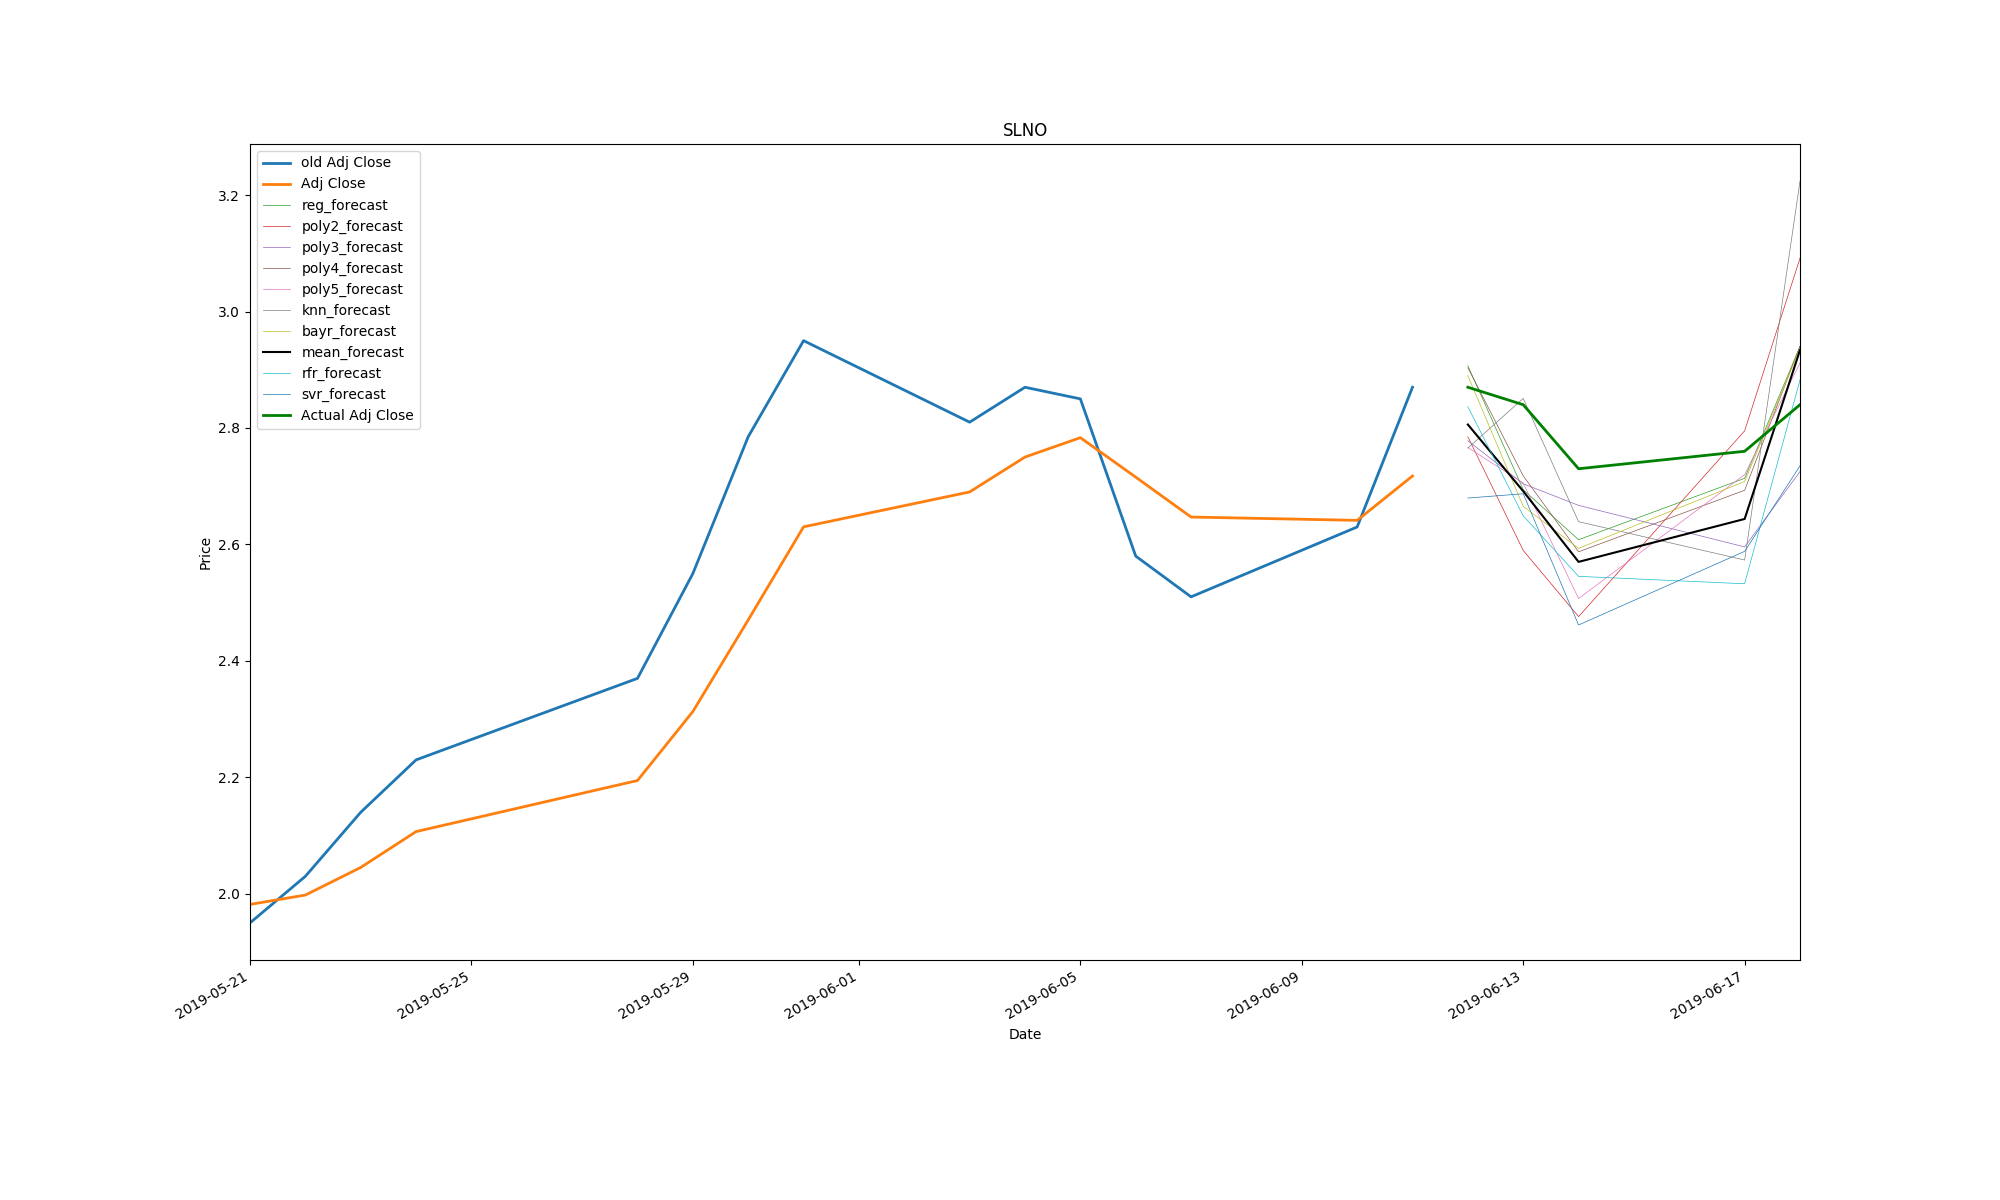 SLNO
old Adj Close
Adj Close
reg_forecast
poly2_forecast
poly3_forecast
poly4_forecast
poly5_forecast
knn_forecast
bayr_forecast
mean_forecast
rfr_forecast
svr_forecast
Actual Adj Close
3.2
3.0
2.8
2.6
2.4
2.2
2.0
Price
2019-05-21
2019-05-25
2019-05-29
2019-06-01
2019-06-05
2019-06-09
2019-06-13
2019-06-17
Date